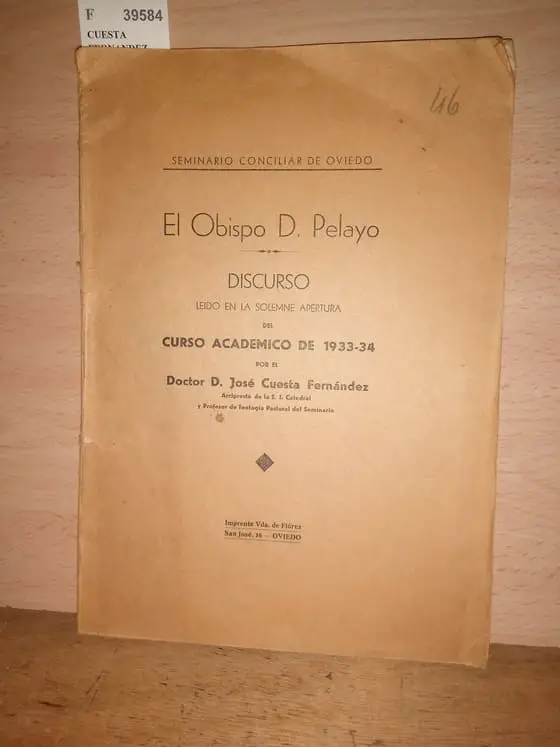 F 39584
CUESTA
FERNANDEZ
46
SEMINARIO CONCILIAR DE OVIEDO
El Obispo D. Pelayo
DISCURSO
LEIDO EN LA SOLEMNE APERTURA
DEL
CURSO ACADEMICO DE 1933-34
POR EL
Doctor D. José Cuesta Fernández
Arcipreste de la S. I. Catedral
y Profesor de Teología Pastoral del Seminario
Imprenta Vda. de Flórez
San José, 16 — OVIEDO